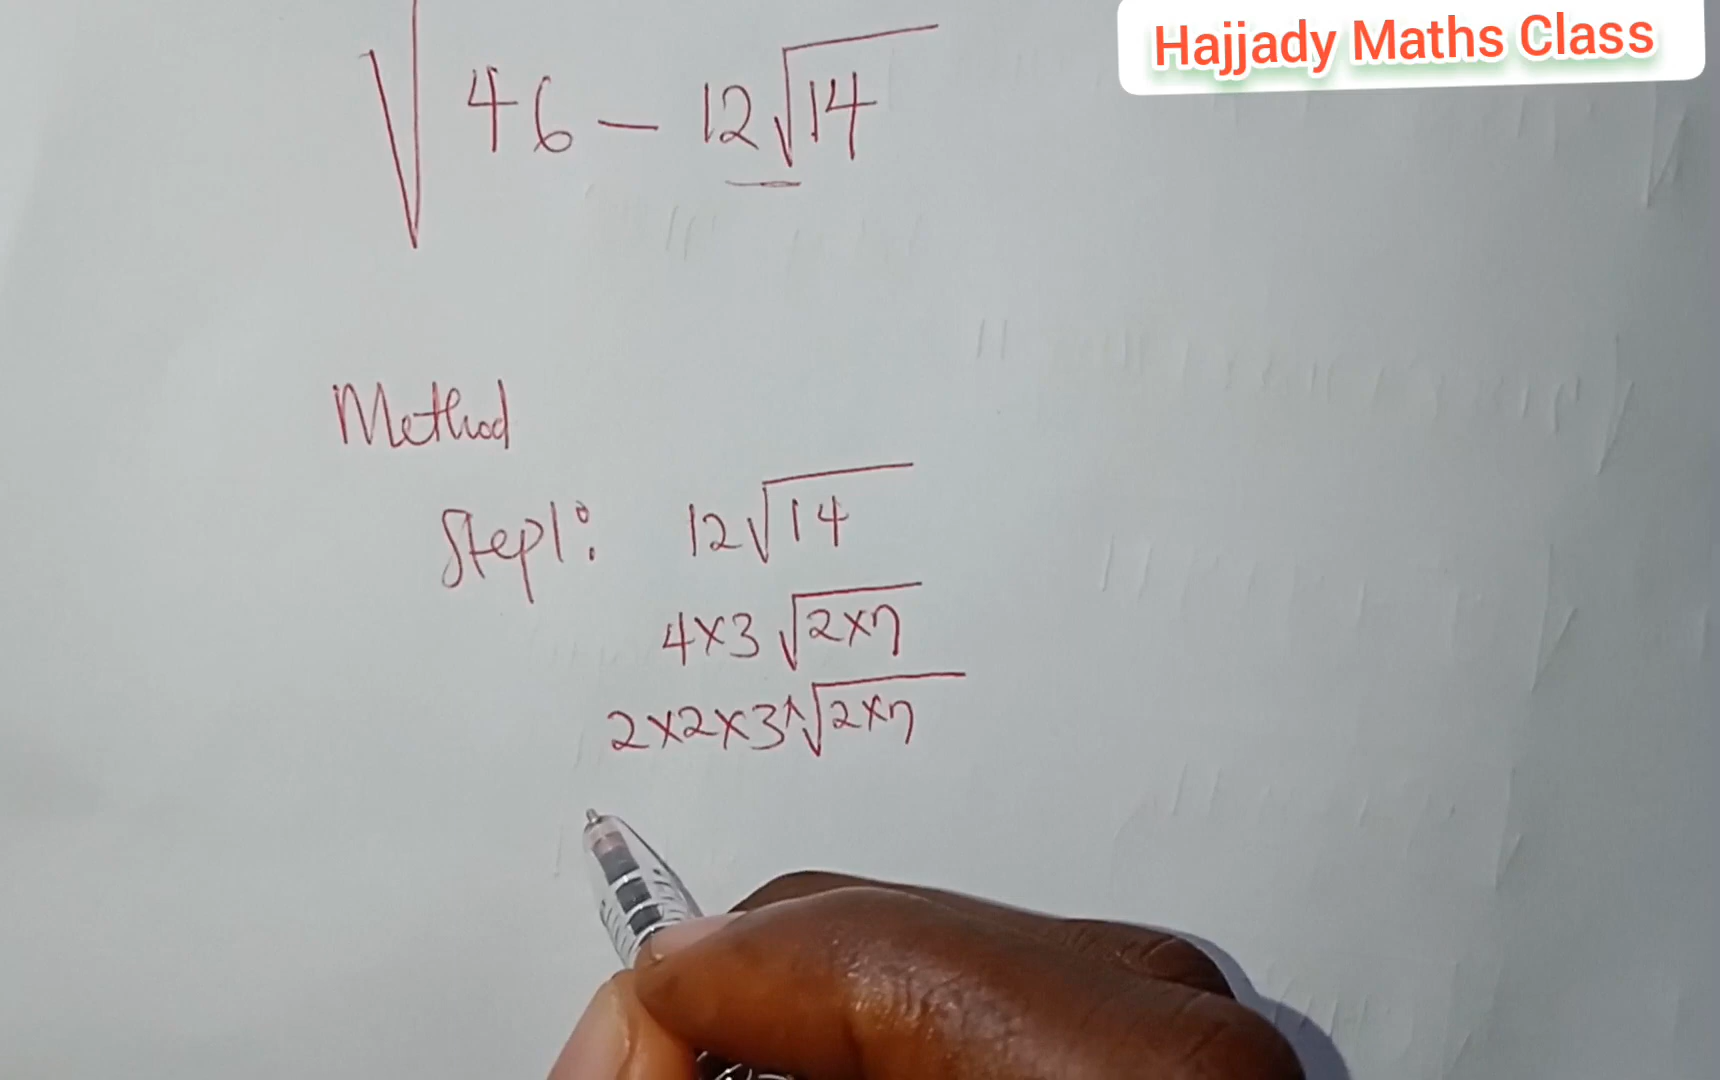 Hajjady Maths Class
√46 - 12√14
Method
Step1: 12√14
4×3√2×7
2×2×3×√2×7